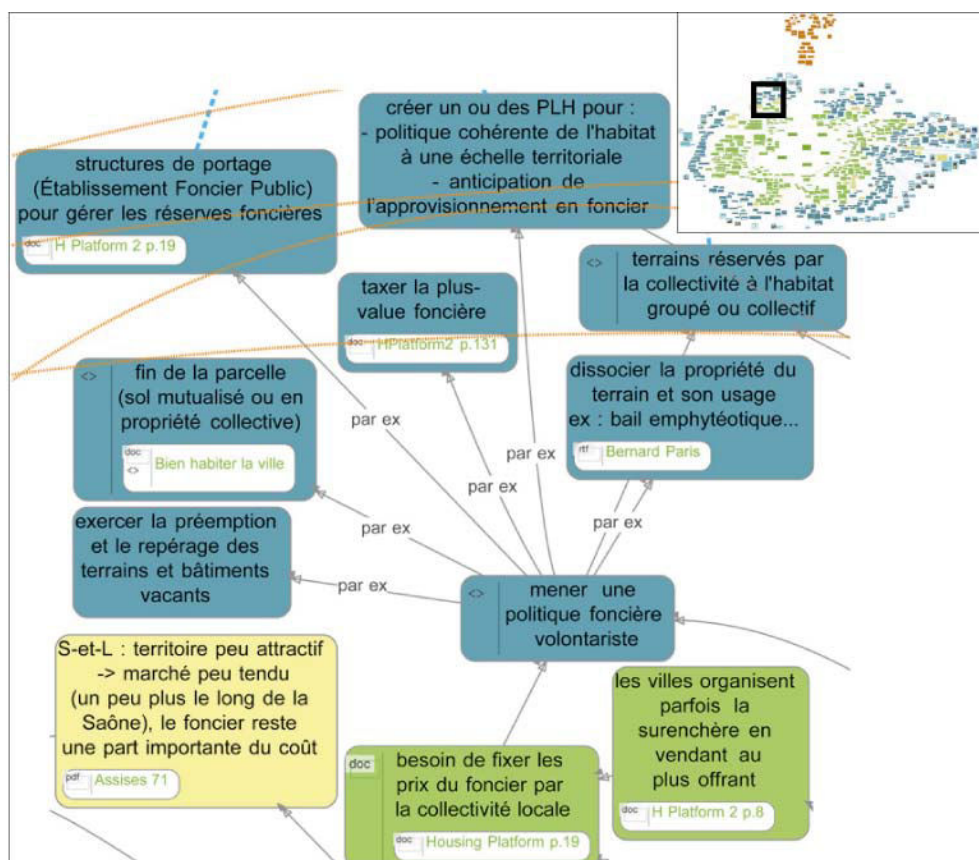 créer un ou des PLH pour :
- politique cohérente de l'habitat
à une échelle territoriale
- anticipation de
l'approvisionnement en foncier
structures de portage
(Établissement Foncier Public)
pour gérer les réserves foncières
doc
H Platform 2 p.19
<>
terrains réservés par
la collectivité à l'habitat
groupé ou collectif
taxer la plus-
value foncière
doc
HPlatform2 p.131
<>
fin de la parcelle
(sol mutualisé ou en
propriété collective)
doc
<>
Bien habiter la ville
dissocier la propriété du
terrain et son usage
ex : bail emphytéotique...
rtf
Bernard Paris
par ex
par ex
par ex
par ex
par ex
par ex
exercer la préemption
et le repérage des
terrains et bâtiments
vacants
<>
mener une
politique foncière
volontariste
S-et-L : territoire peu attractif
-> marché peu tendu
(un peu plus le long de la
Saône), le foncier reste
une part importante du coût
pdf
Assises 71
doc
besoin de fixer les
prix du foncier par
la collectivité locale
doc
Housing Platform p.19
les villes organisent
parfois la
surenchère en
vendant au
plus offrant
doc
H Platform 2 p.8